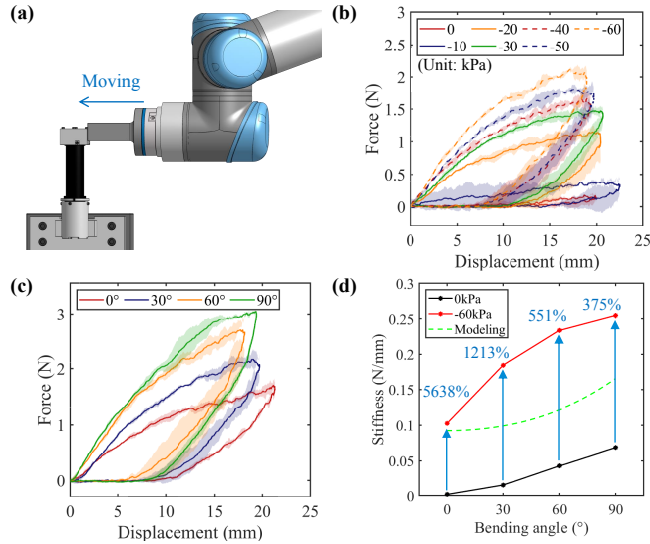 (a)
Moving
(b)
0 -20 -40 -60
-10 -30 -50
(Unit: kPa)
3
2.5
2
1.5
1
0.5
0
Force (N)
0 5 10 15 20 25
Displacement (mm)
(c)
0° 30° 60° 90°
4
3
2
1
0
Force (N)
0 5 10 15 20 25
Displacement (mm)
(d)
0kPa
-60kPa
Modeling
5638%
1213%
551%
375%
0.3
0.25
0.2
0.15
0.1
0.05
0
Stiffness (N/mm)
0 30 60 90
Bending angle (°)